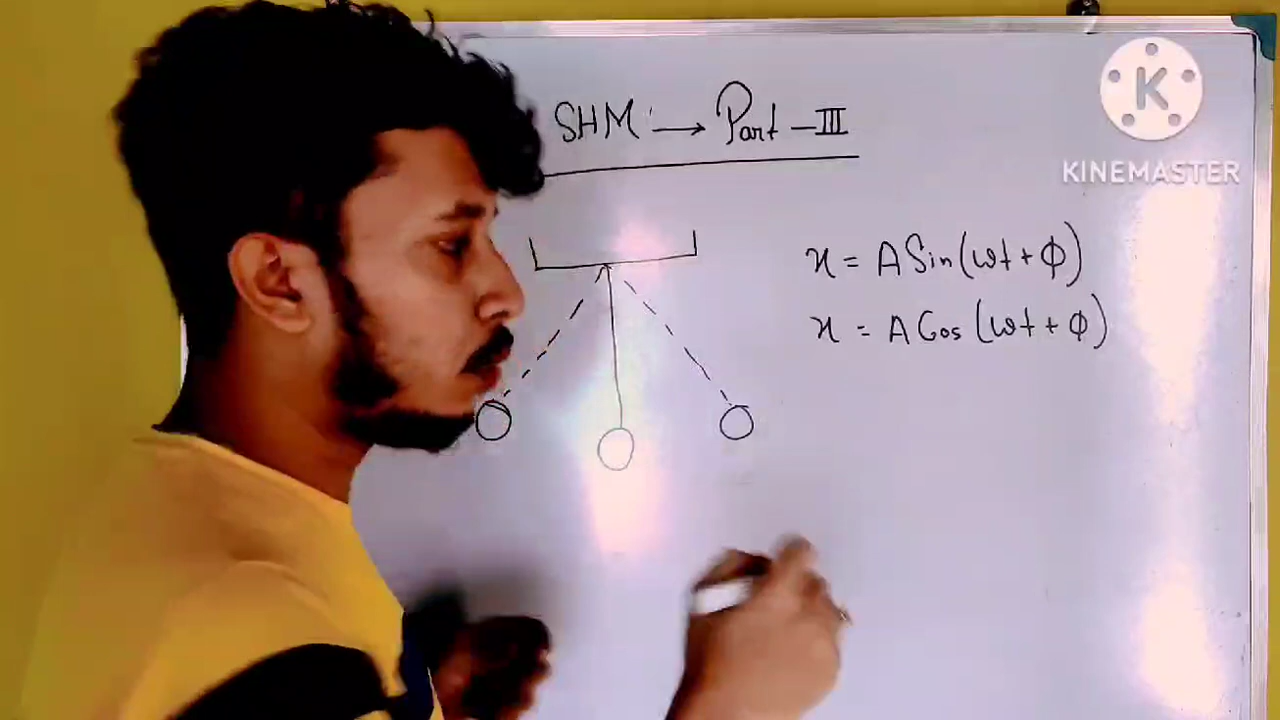 SHM → Part - III
K
KINEMASTER
x = A Sin(ωt + ϕ)
x = A Cos (ωt + ϕ)